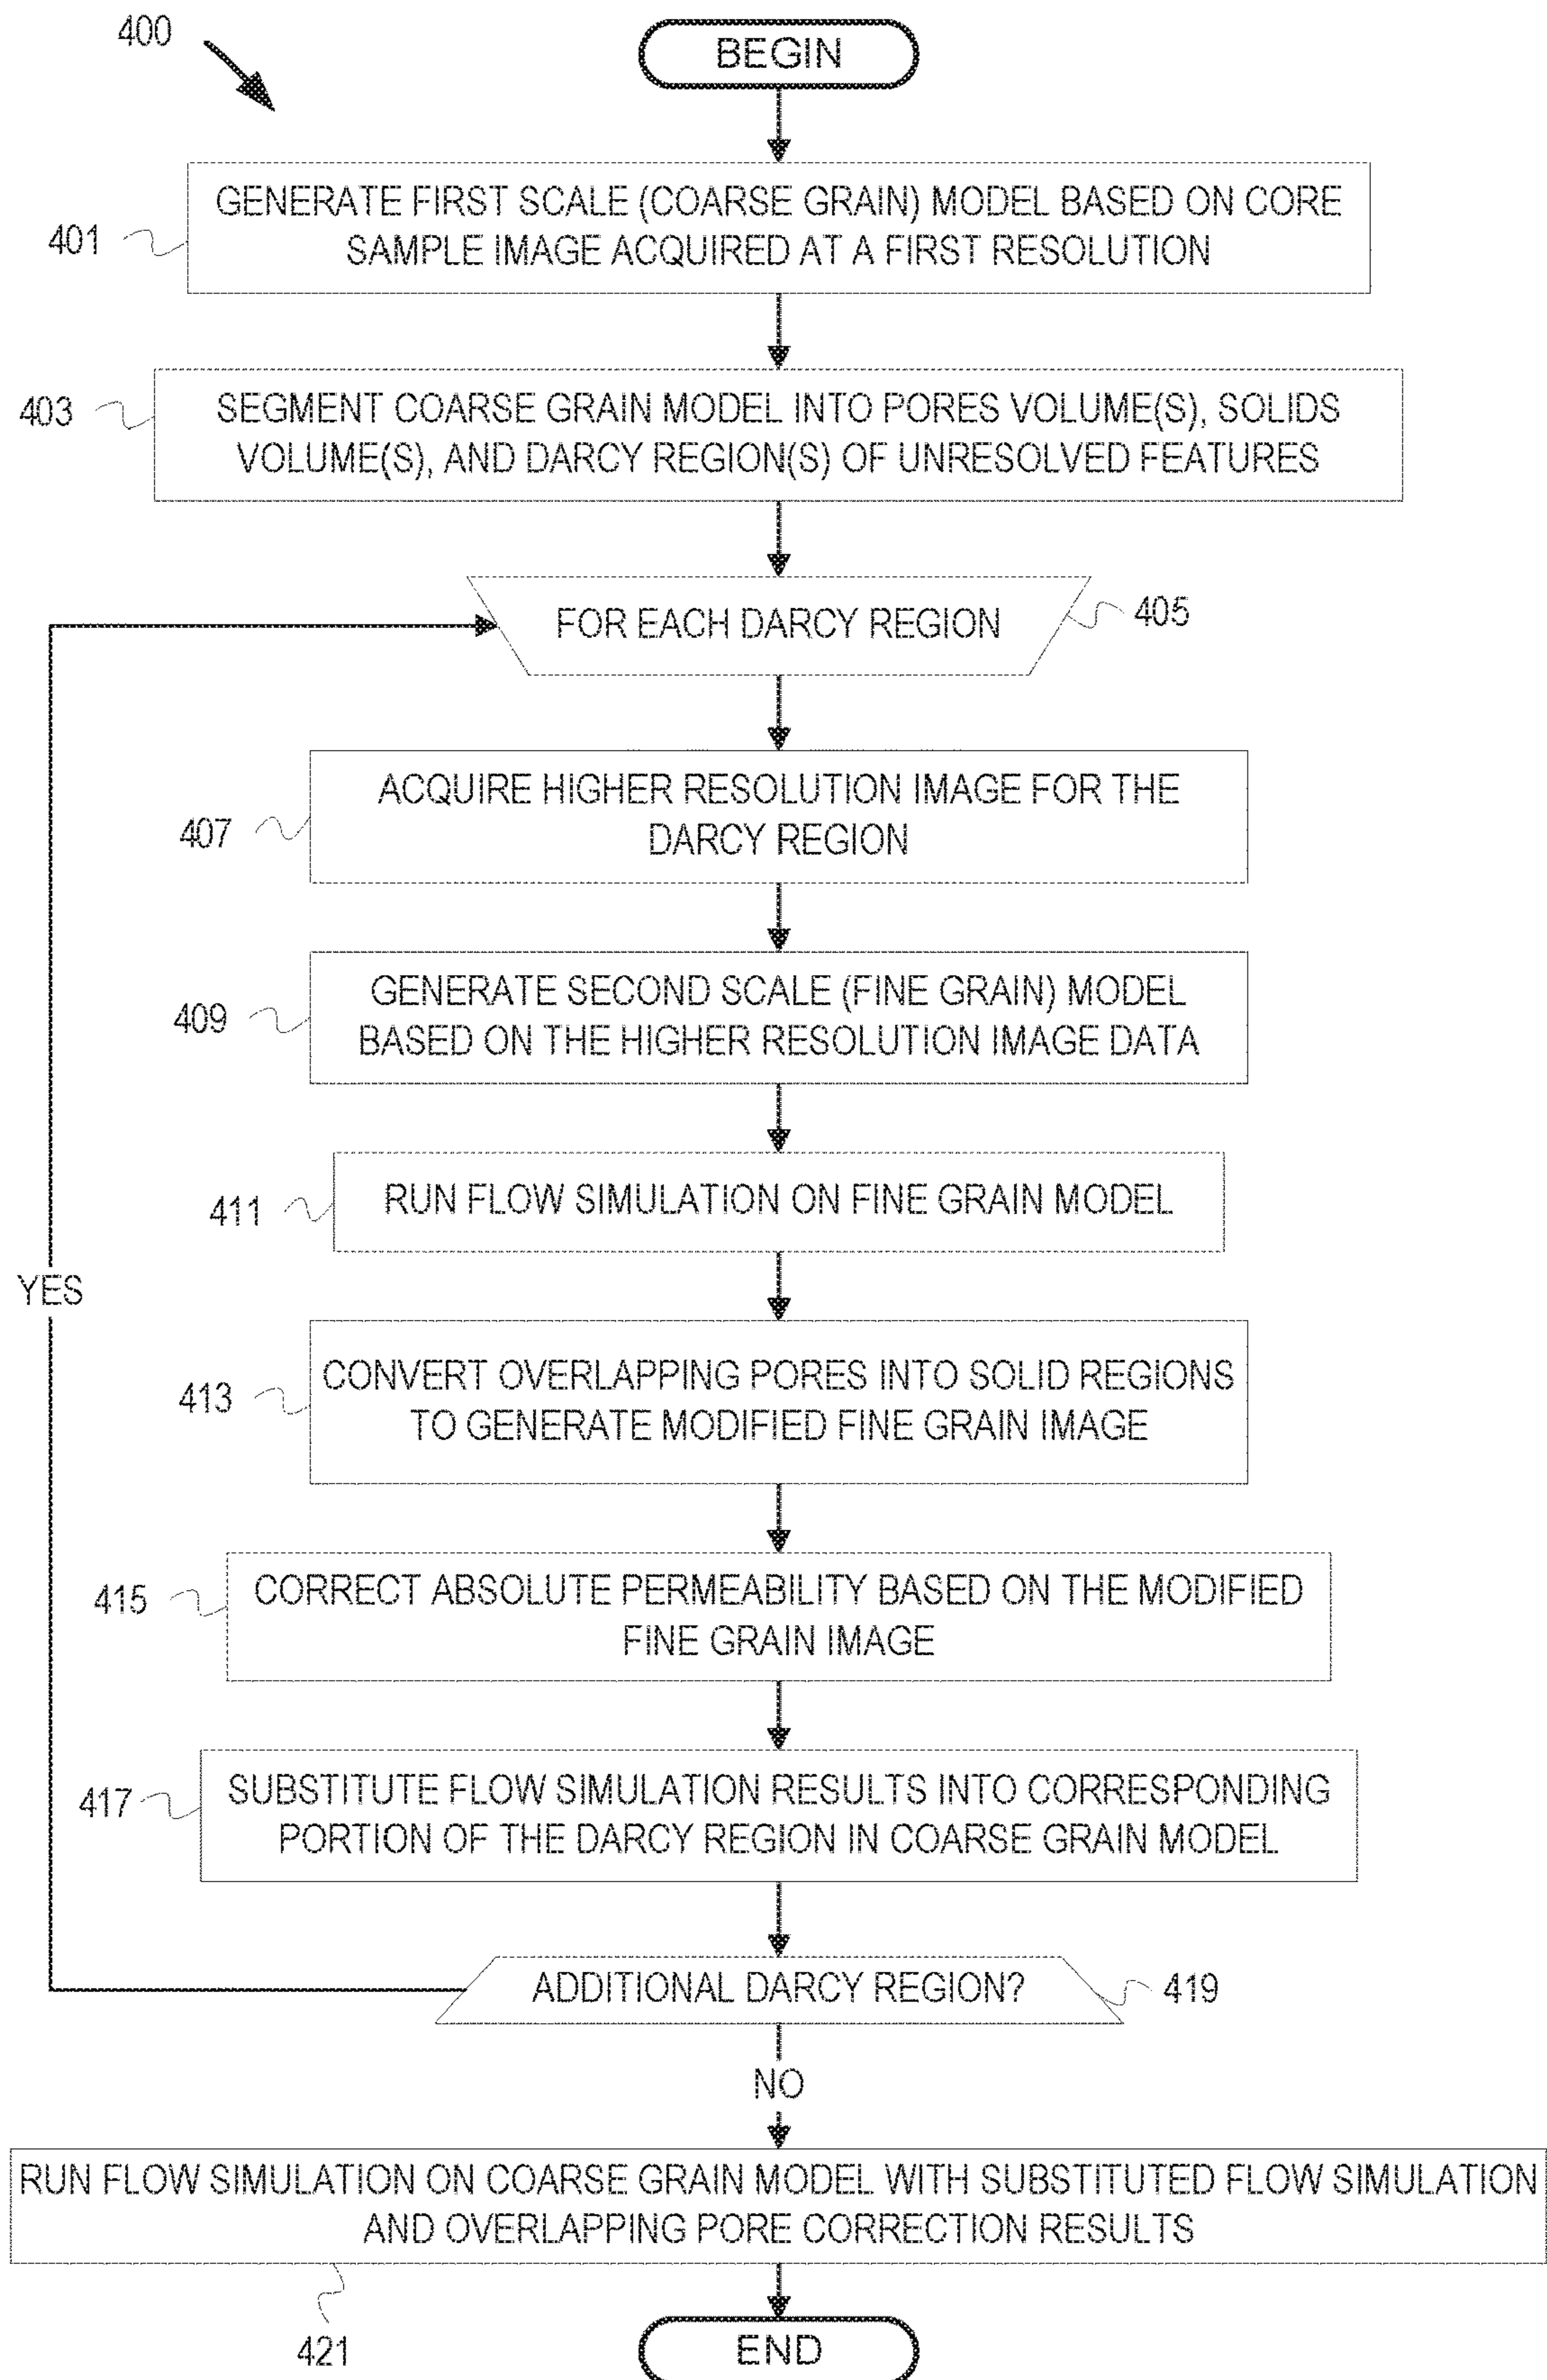 400
BEGIN
GENERATE FIRST SCALE (COARSE GRAIN) MODEL BASED ON CORE
SAMPLE IMAGE ACQUIRED AT A FIRST RESOLUTION
401
SEGMENT COARSE GRAIN MODEL INTO PORES VOLUME(S), SOLIDS
VOLUME(S), AND DARCY REGION(S) OF UNRESOLVED FEATURES
403
FOR EACH DARCY REGION
405
ACQUIRE HIGHER RESOLUTION IMAGE FOR THE
DARCY REGION
407
GENERATE SECOND SCALE (FINE GRAIN) MODEL
BASED ON THE HIGHER RESOLUTION IMAGE DATA
409
RUN FLOW SIMULATION ON FINE GRAIN MODEL
411
YES
CONVERT OVERLAPPING PORES INTO SOLID REGIONS
TO GENERATE MODIFIED FINE GRAIN IMAGE
413
CORRECT ABSOLUTE PERMEABILITY BASED ON THE MODIFIED
FINE GRAIN IMAGE
415
SUBSTITUTE FLOW SIMULATION RESULTS INTO CORRESPONDING
PORTION OF THE DARCY REGION IN COARSE GRAIN MODEL
417
ADDITIONAL DARCY REGION?
419
NO
RUN FLOW SIMULATION ON COARSE GRAIN MODEL WITH SUBSTITUTED FLOW SIMULATION
AND OVERLAPPING PORE CORRECTION RESULTS
421
END